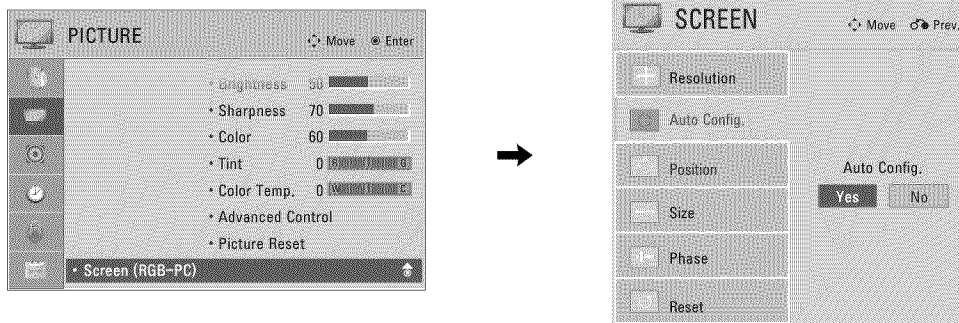 PICTURE
Move Enter
• Brightness 50
• Sharpness 70
• Color 60
• Tint 0 R G
• Color Temp. 0 W C
• Advanced Control
• Picture Reset
• Screen (RGB-PC)
SCREEN
Move Prev.
Resolution
Auto Config.
Position
Size
Phase
Reset
Auto Config.
Yes No